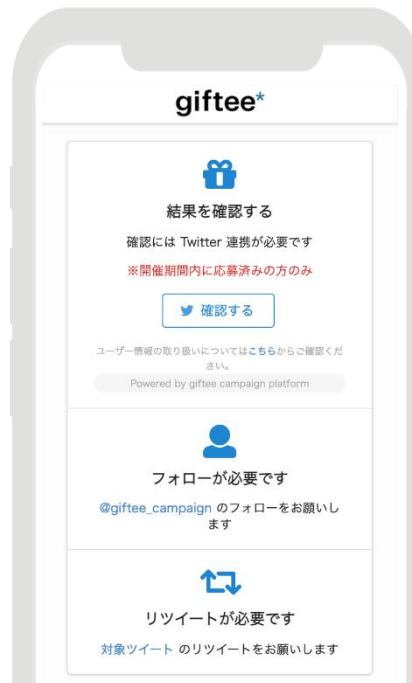 giftee*
結果を確認する
確認には Twitter 連携が必要です
※開催期間内に応募済みの方のみ
確認する
ユーザー情報の取り扱いについてはこちらからご確認くだ
さい。
Powered by giftee campaign platform
フォローが必要です
@giftee_campaign のフォローをお願いし
ます
リツイートが必要です
対象ツイート のリツイートをお願いします